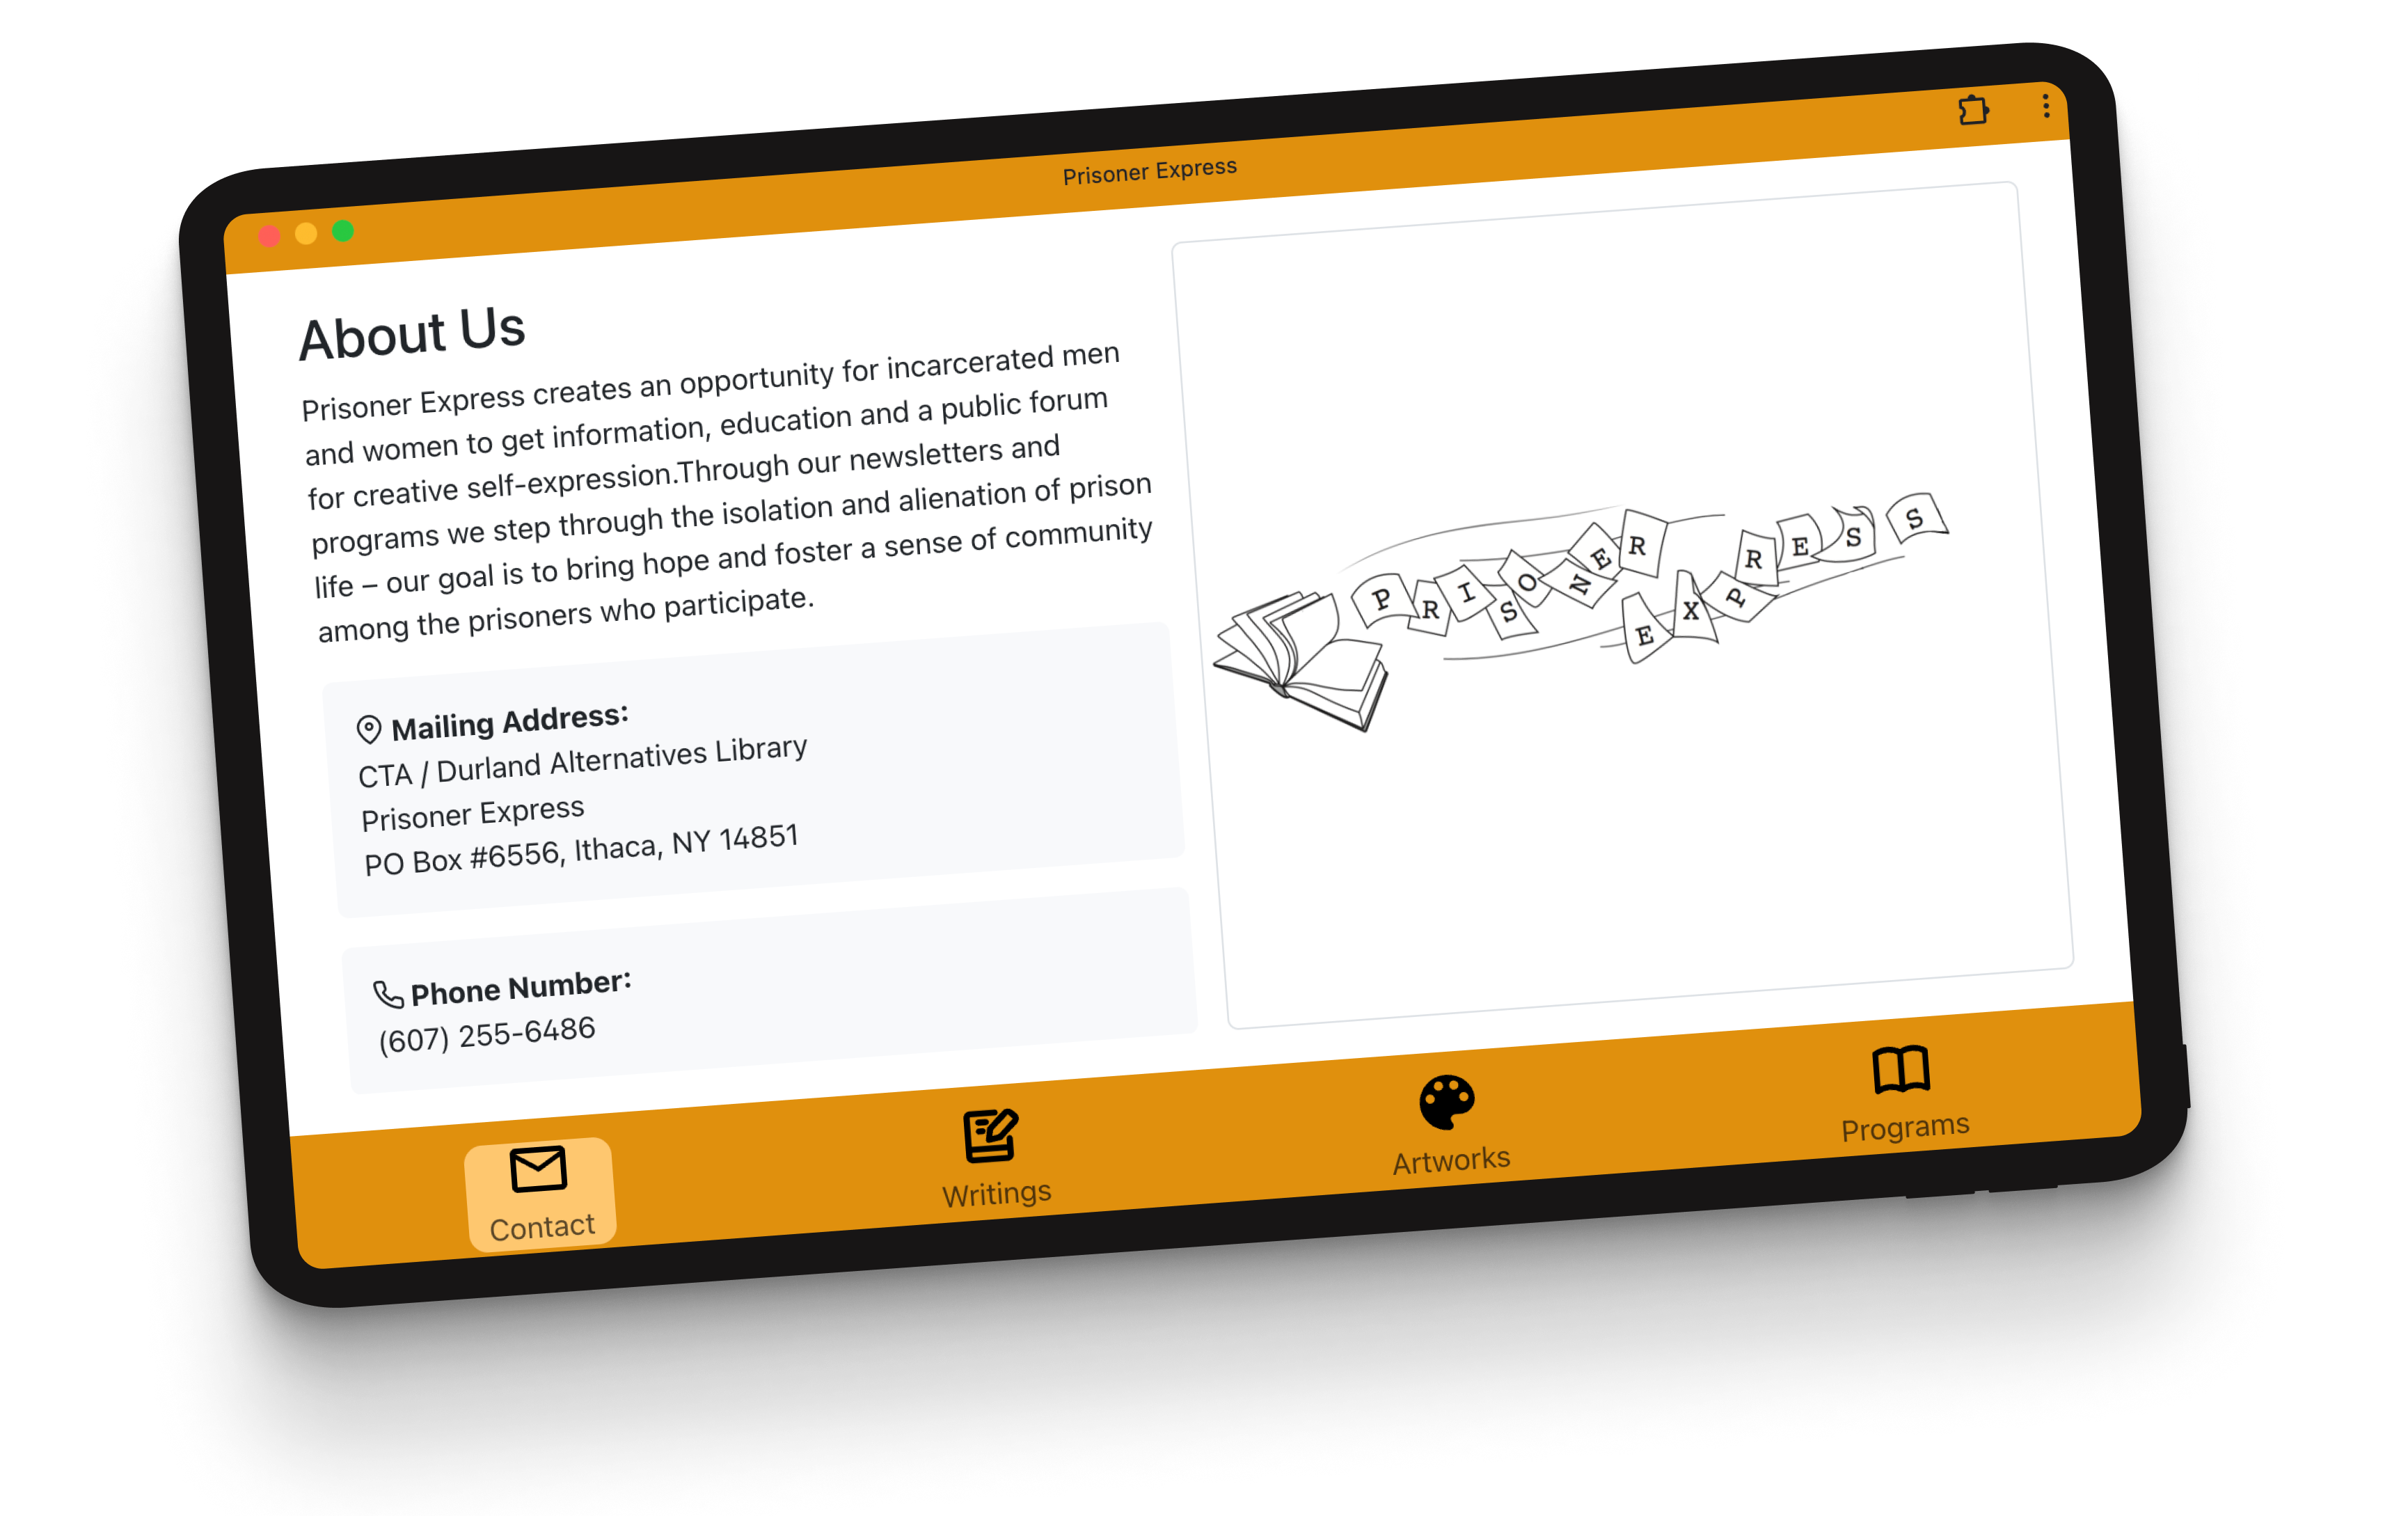 Prisoner Express
About Us
Prisoner Express creates an opportunity for incarcerated men
and women to get information, education and a public forum
for creative self-expression.Through our newsletters and
programs we step through the isolation and alienation of prison
life – our goal is to bring hope and foster a sense of community
among the prisoners who participate.
Mailing Address:
CTA / Durland Alternatives Library
Prisoner Express
PO Box #6556, Ithaca, NY 14851
Phone Number:
(607) 255-6486
PRISONER EXPRESS
Contact
Writings
Artworks
Programs